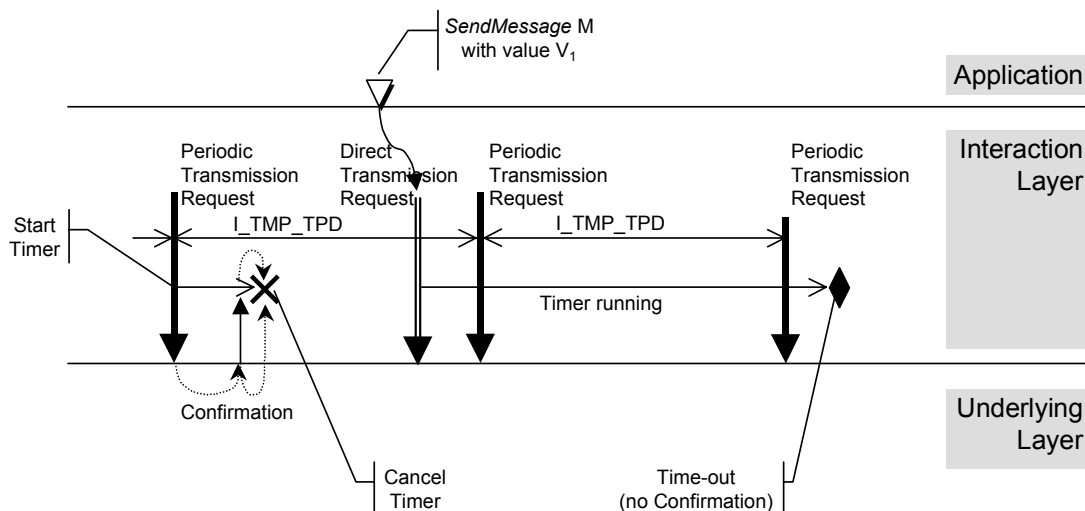 SendMessage M
with value V₁
Application
Periodic
Transmission
Request
Direct
Transmission
Request
Periodic
Transmission
Request
Periodic
Transmission
Request
Interaction
Layer
Start
Timer
I_TMP_TPD
I_TMP_TPD
Timer running
Confirmation
Underlying
Layer
Cancel
Timer
Time-out
(no Confirmation)